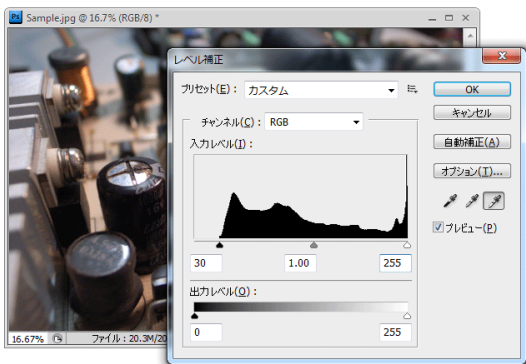 Ps Sample.jpg @ 16.7% (RGB/8) *
レベル補正
プリセット(E): カスタム
OK
キャンセル
チャンネル(C): RGB
自動補正(A)
入力レベル(I):
オプション(T)...
プレビュー(P)
30 1.00 255
出力レベル(O):
0 255
16.67% ファイル : 20.3M/20